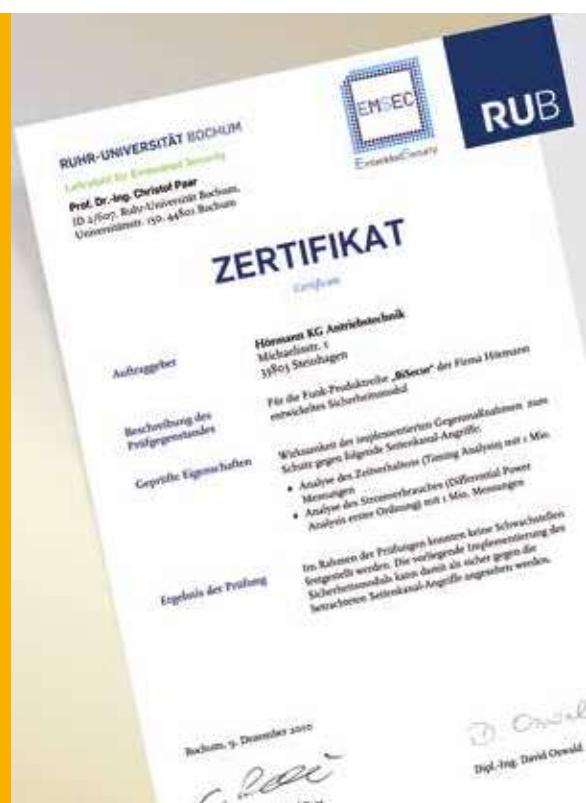 RUHR-UNIVERSITÄT BOCHUM
Lehrstuhl für Embedded Security
Prof. Dr.-Ing. Christof Paar
ID 2/607, Ruhr-Universität Bochum,
Universitätsstr. 150, 44801 Bochum
EMSEC
Embedded Security
RUB
ZERTIFIKAT
Certificate
Auftraggeber
Hörmann KG Antriebstechnik
Michaelisstr. 1
33803 Steinhagen
Beschreibung des
Prüfgegenstandes
Für die Funk-Produktreihe „BiSecur“ der Firma Hörmann
entwickeltes Sicherheitsmodul
Geprüfte Eigenschaften
Wirksamkeit der implementierten Gegenmaßnahmen zum
Schutz gegen folgende Seitenkanal-Angriffe:
• Analyse des Zeitverhaltens (Timing Analysis) mit 1 Mio.
Messungen
• Analyse des Stromverbrauches (Differential Power
Analysis erster Ordnung) mit 1 Mio. Messungen
Ergebnis der Prüfung
Im Rahmen der Prüfungen konnten keine Schwachstellen
festgestellt werden. Die vorliegende Implementierung des
Sicherheitsmoduls kann damit als sicher gegen die
betrachteten Seitenkanal-Angriffe angesehen werden.
Bochum, 9. Dezember 2010
D. Oswald
Dipl.-Ing. David Oswald